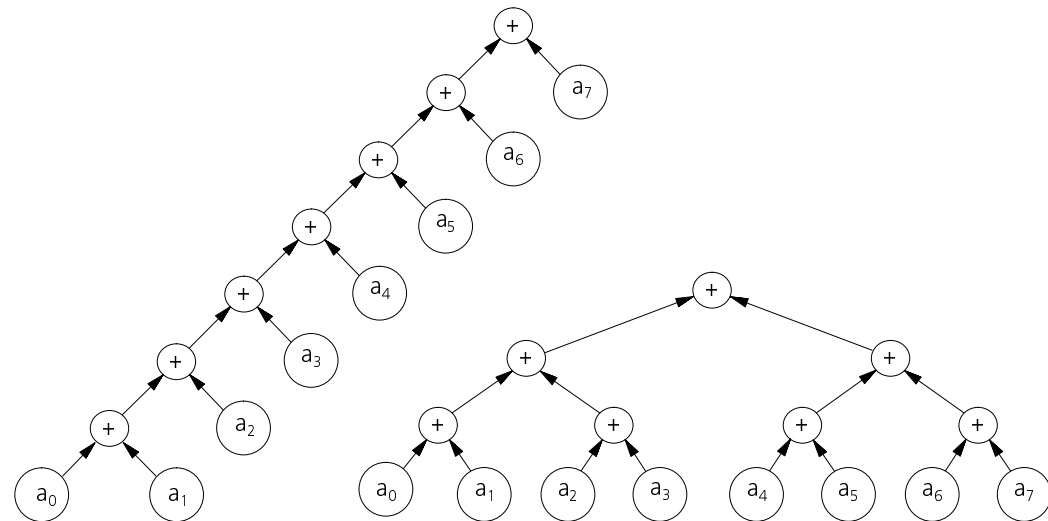 +
+
a₇
+
a₆
+
a₅
+
a₄
+
a₃
+
a₂
a₀
a₁
+
+
+
+
+
+
+
a₀
a₁
a₂
a₃
a₄
a₅
a₆
a₇